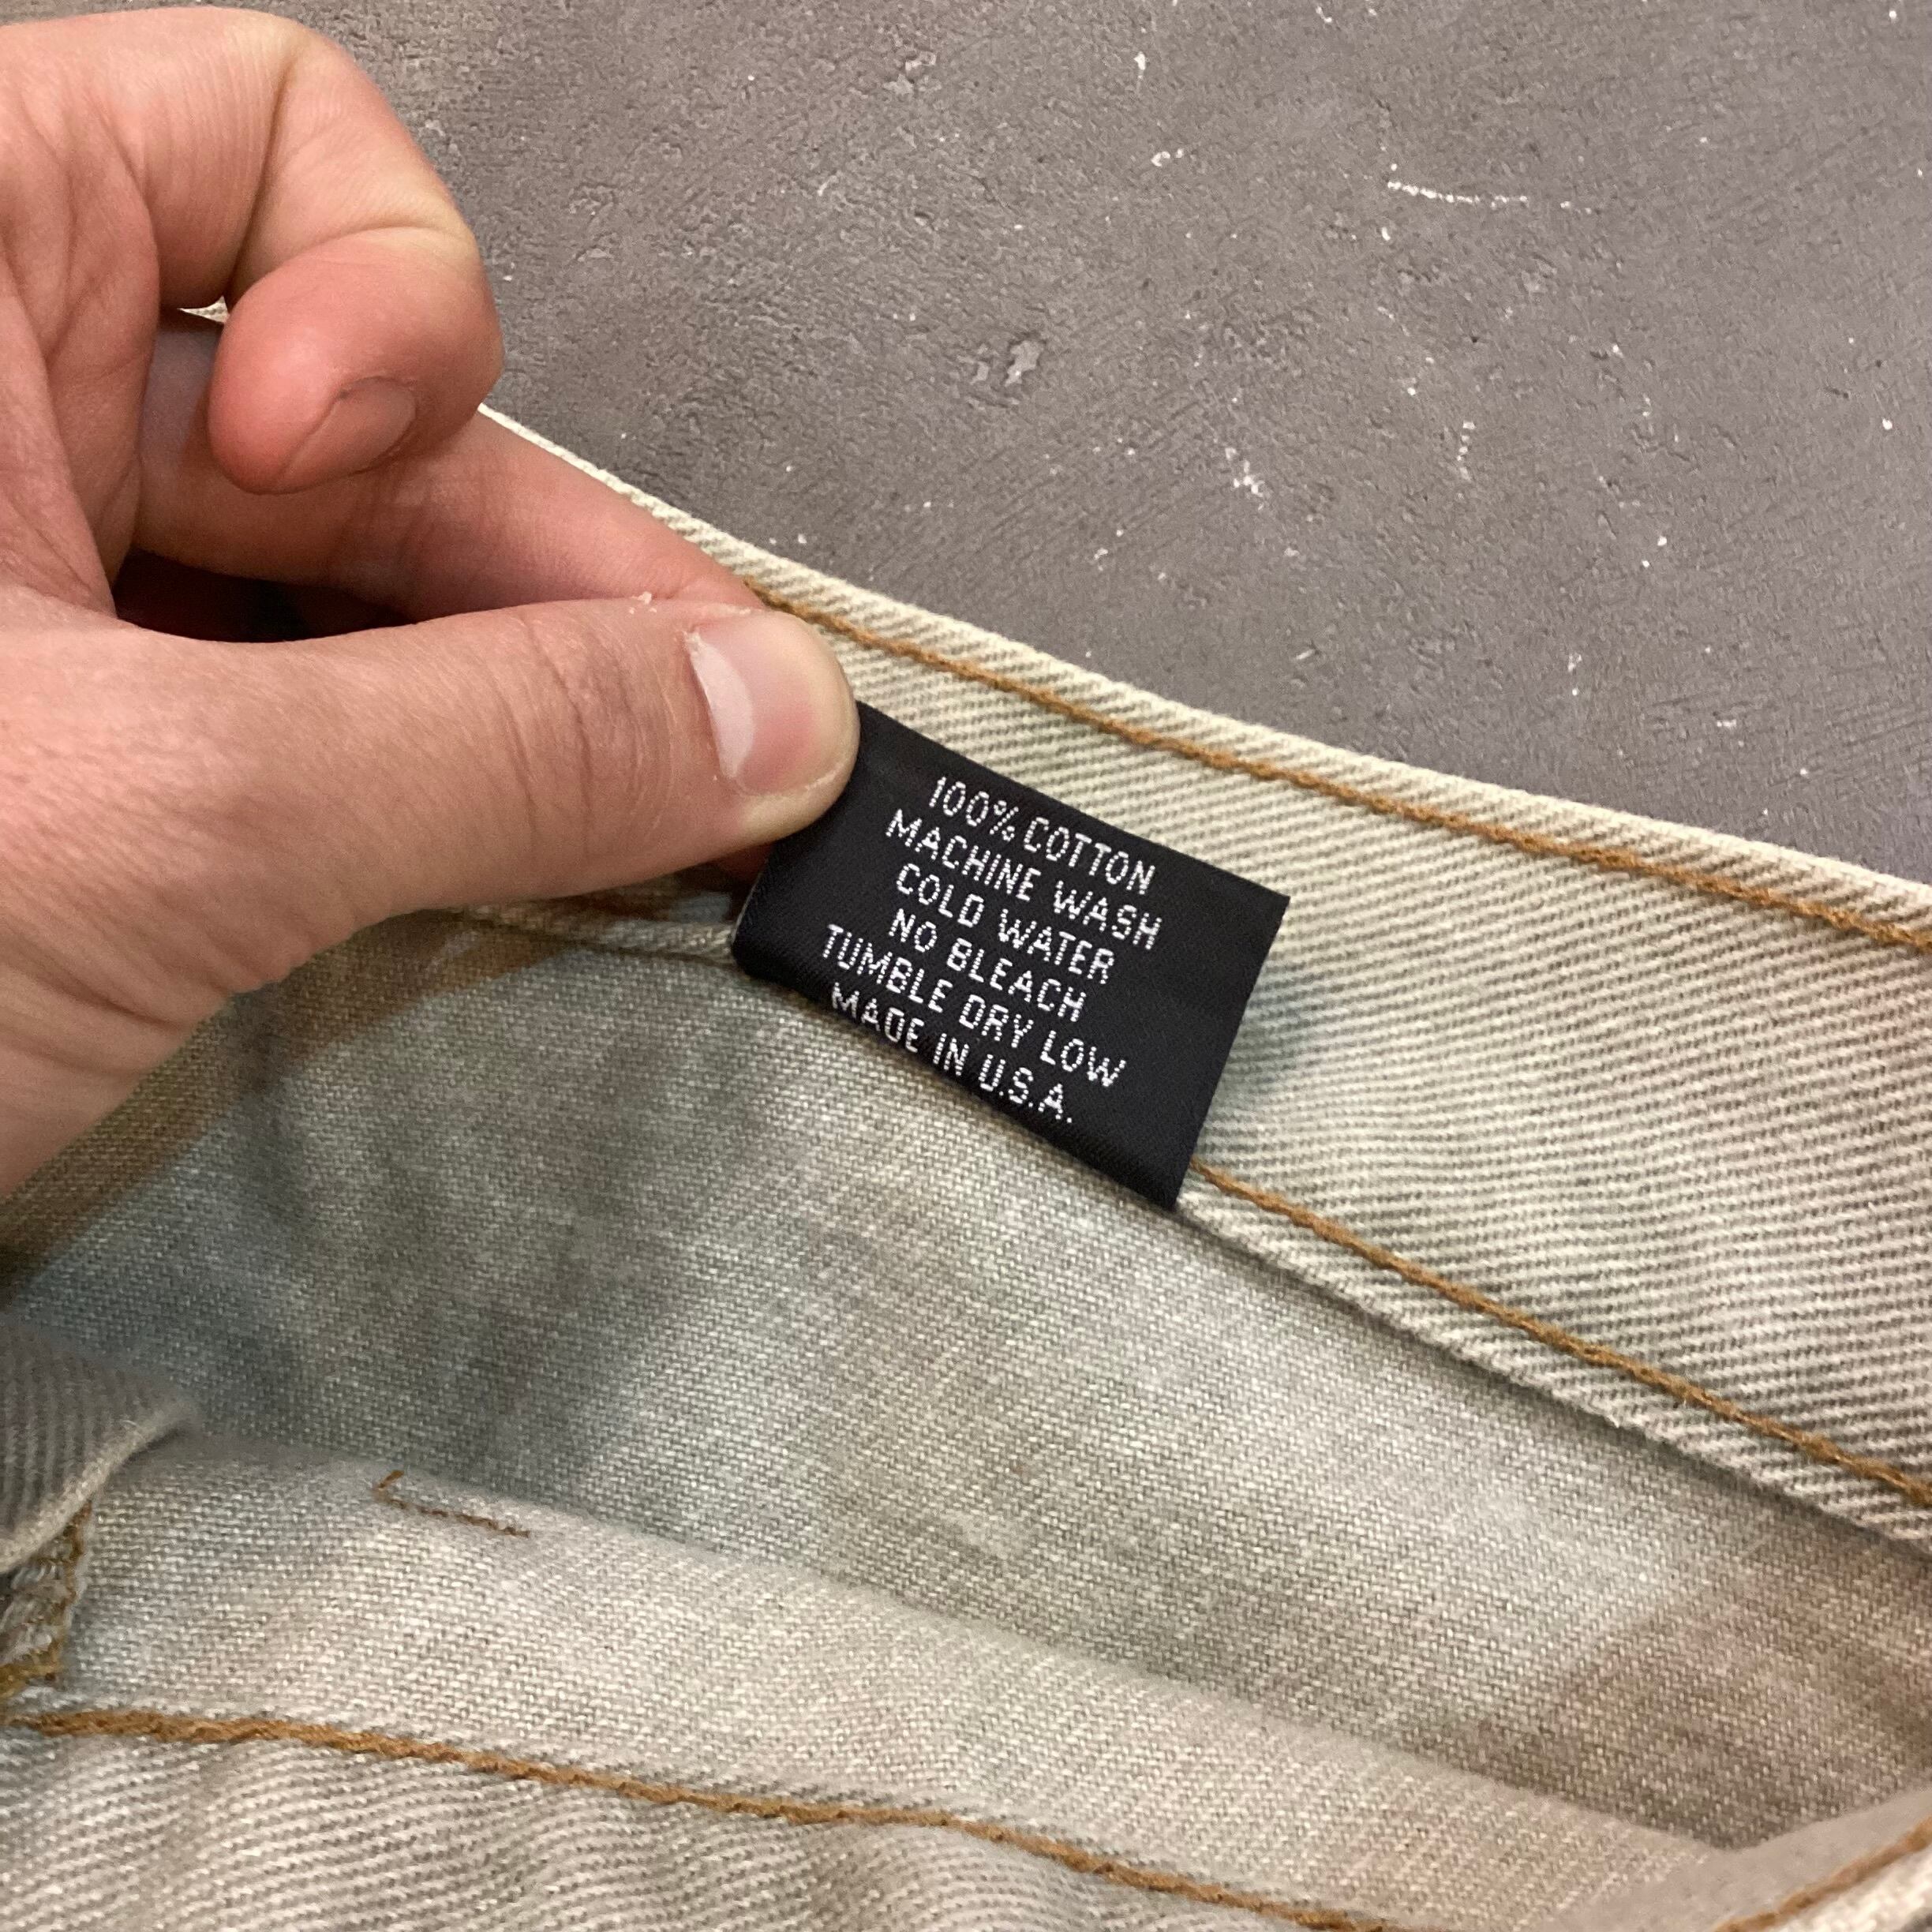 100% COTTON
MACHINE WASH
COLD WATER
NO BLEACH
TUMBLE DRY LOW
MADE IN U.S.A.